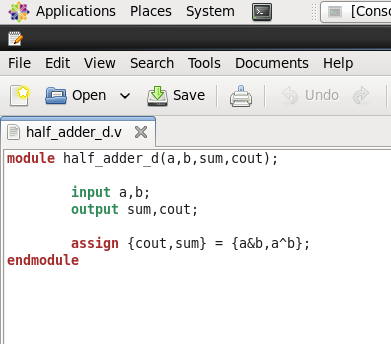 Applications Places System [Conso
File Edit View Search Tools Documents Help
Open Save Undo
half_adder_d.v
module half_adder_d(a,b,sum,cout);
input a,b;
output sum,cout;
assign {cout,sum} = {a&b,a^b};
endmodule